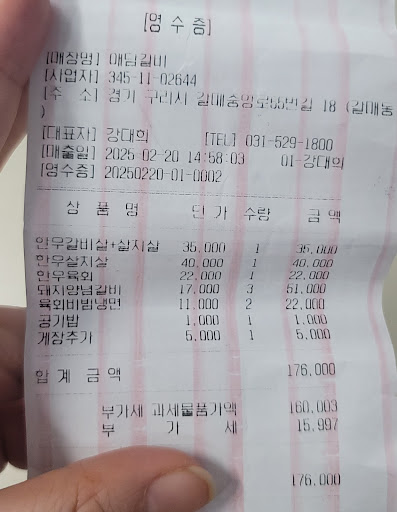 [영 수 증]
[매장명] 매덤갈비
[사업자] 345-11-02644
[주 소] 경기 구리시 갈매중앙로55번길 18 (갈매동
)
[대표자] 강대희 [TEL] 031-529-1800
[매출일] 2025-02-20 14:58:03 01-강대희
[영수증] 20250220-01-0002
상 품 명 단 가 수량 금 액
한우갈비살+살치살 35,000 1 35,000
한우살치살 40,000 1 40,000
한우육회 22,000 1 22,000
돼지양념갈비 17,000 3 51,000
육회비빔냉면 11,000 2 22,000
공기밥 1,000 1 1,000
게장추가 5,000 1 5,000
합 계 금 액 176,000
부가세 과세물품가액 160,003
부 가 세 15,997
176,000